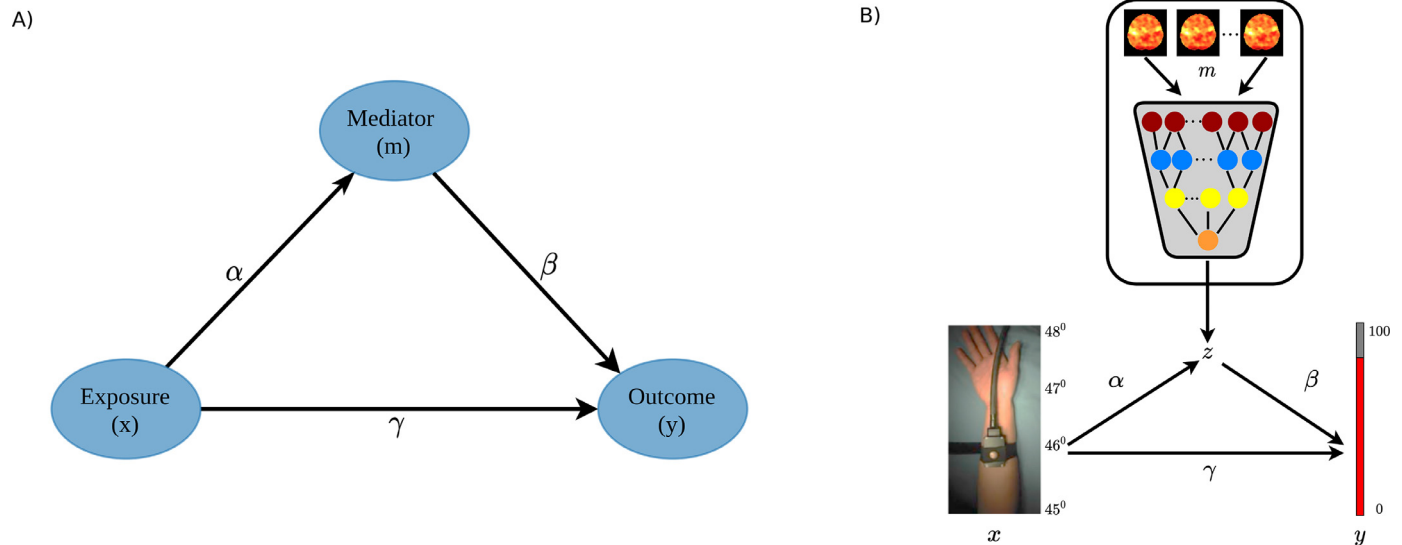 A)
Mediator
(m)
α
β
Exposure
(x)
γ
Outcome
(y)
B)
...
m
...
...
...
z
α
β
γ
48⁰
47⁰
46⁰
45⁰
x
100
0
y